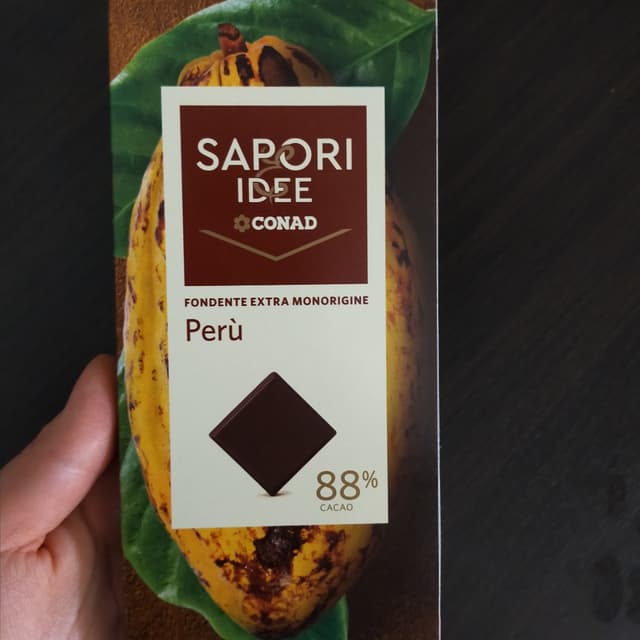 SAPORI
&
IDEE
CONAD
FONDENTE EXTRA MONORIGINE
Perù
88%
CACAO